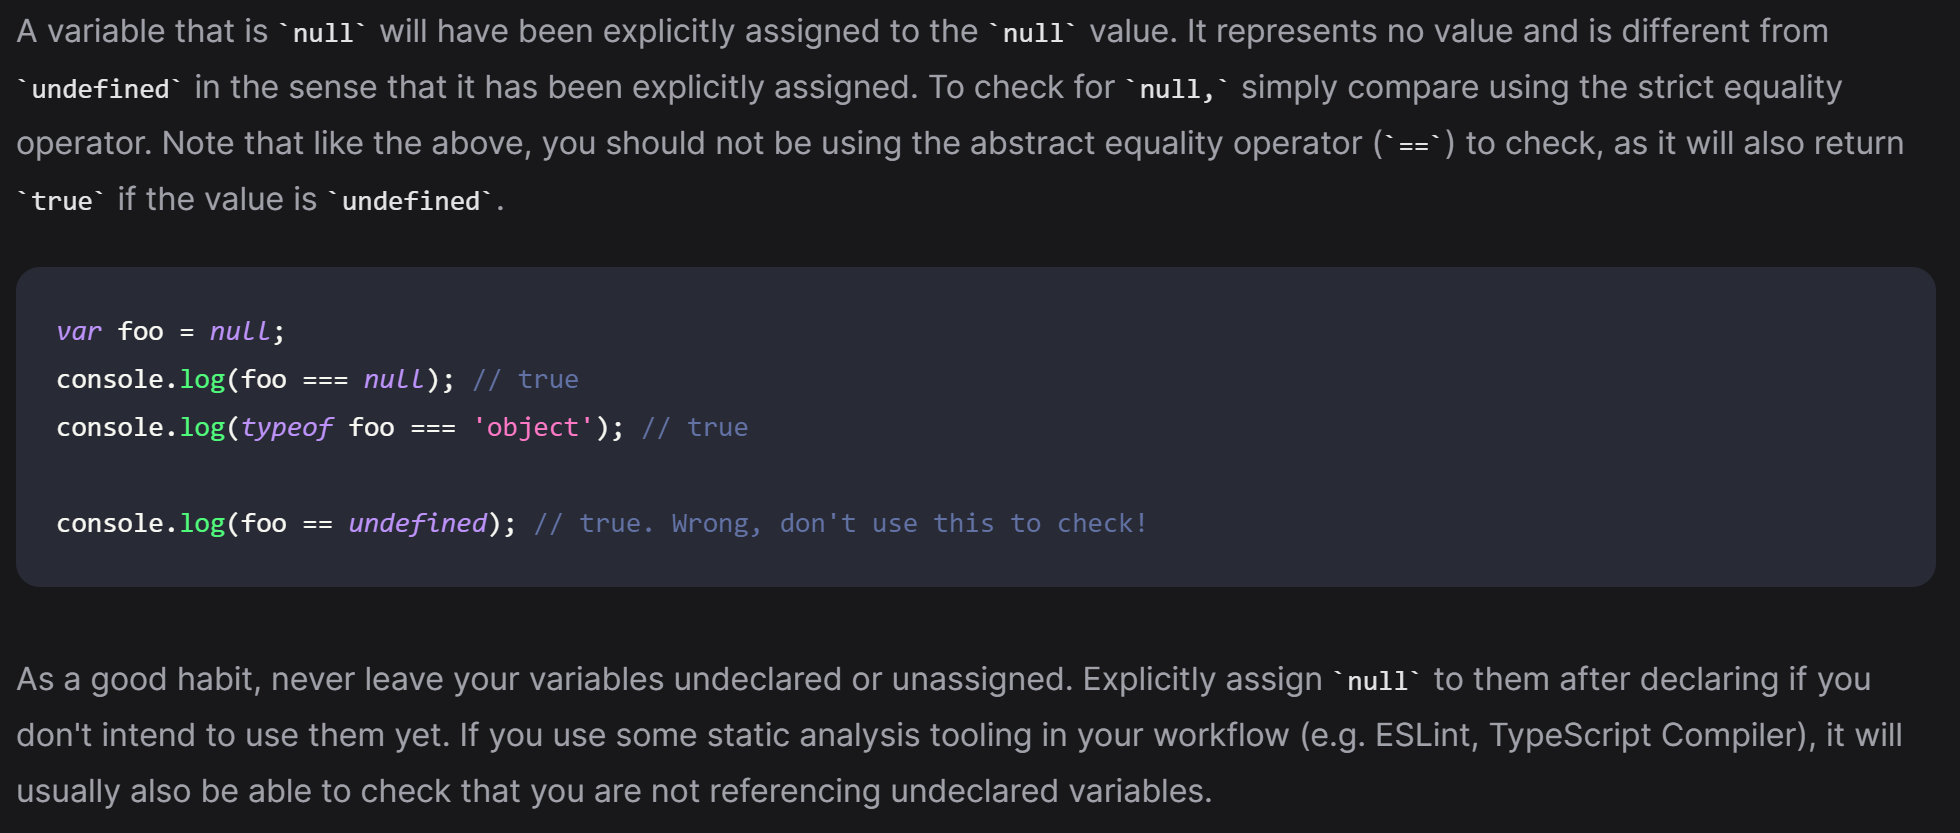 A variable that is `null` will have been explicitly assigned to the `null` value. It represents no value and is different from
`undefined` in the sense that it has been explicitly assigned. To check for `null,` simply compare using the strict equality
operator. Note that like the above, you should not be using the abstract equality operator (`==`) to check, as it will also return
`true` if the value is `undefined`.
var foo = null;
console.log(foo === null); // true
console.log(typeof foo === 'object'); // true
console.log(foo == undefined); // true. Wrong, don't use this to check!
As a good habit, never leave your variables undeclared or unassigned. Explicitly assign `null` to them after declaring if you
don't intend to use them yet. If you use some static analysis tooling in your workflow (e.g. ESLint, TypeScript Compiler), it will
usually also be able to check that you are not referencing undeclared variables.